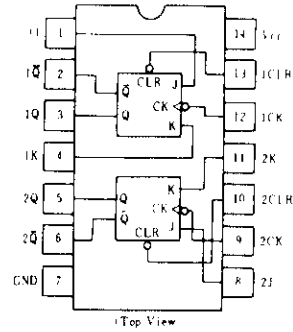 1J 1 14 Vcc
CLR
1Q̅ 2 13 1CLR
Q̅ J
CK
1Q 3 Q 12 1CK
K
1K 4 11 2K
K
2Q 5 Q 10 2CLR
CK
Q̅ J
2Q̅ 6 9 2CK
CLR
GND 7 8 2J
(Top View